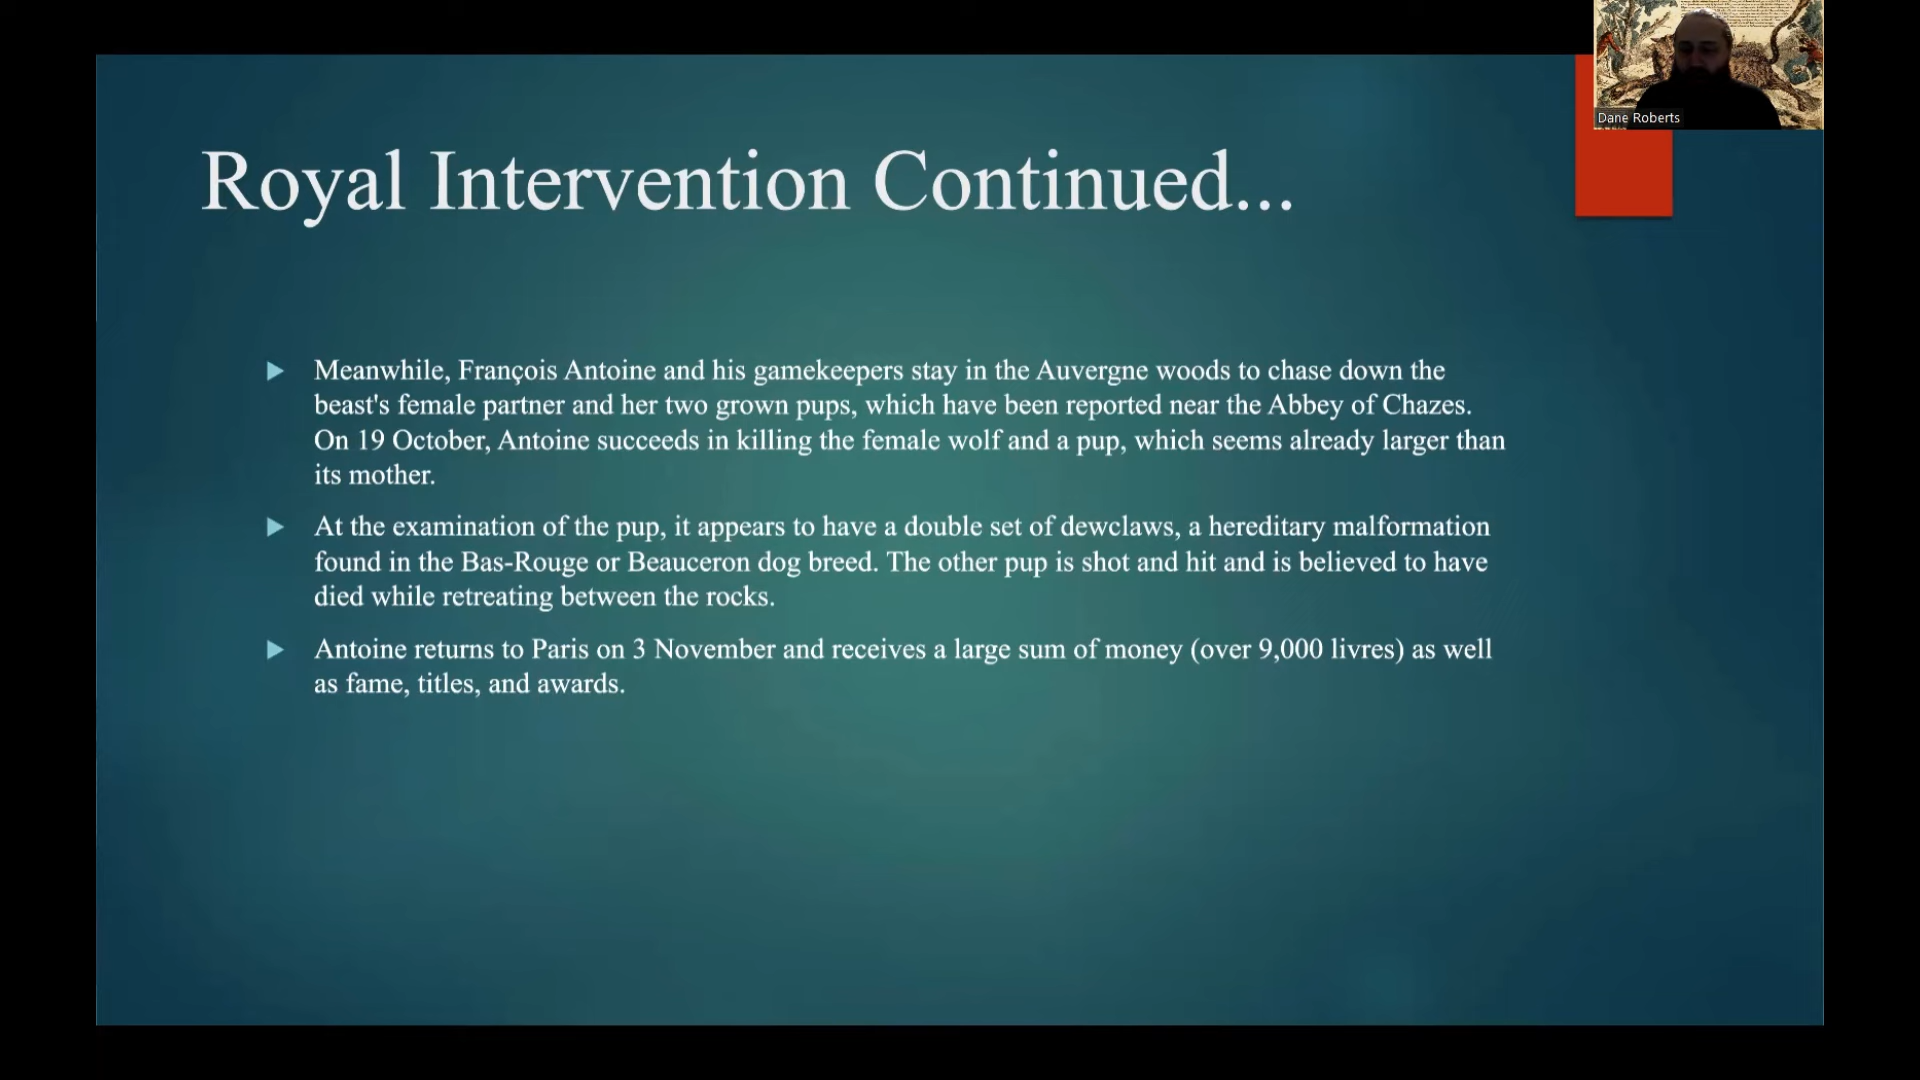 Dane Roberts
Royal Intervention Continued...
Meanwhile, François Antoine and his gamekeepers stay in the Auvergne woods to chase down the
beast's female partner and her two grown pups, which have been reported near the Abbey of Chazes.
On 19 October, Antoine succeeds in killing the female wolf and a pup, which seems already larger than
its mother.
At the examination of the pup, it appears to have a double set of dewclaws, a hereditary malformation
found in the Bas-Rouge or Beauceron dog breed. The other pup is shot and hit and is believed to have
died while retreating between the rocks.
Antoine returns to Paris on 3 November and receives a large sum of money (over 9,000 livres) as well
as fame, titles, and awards.